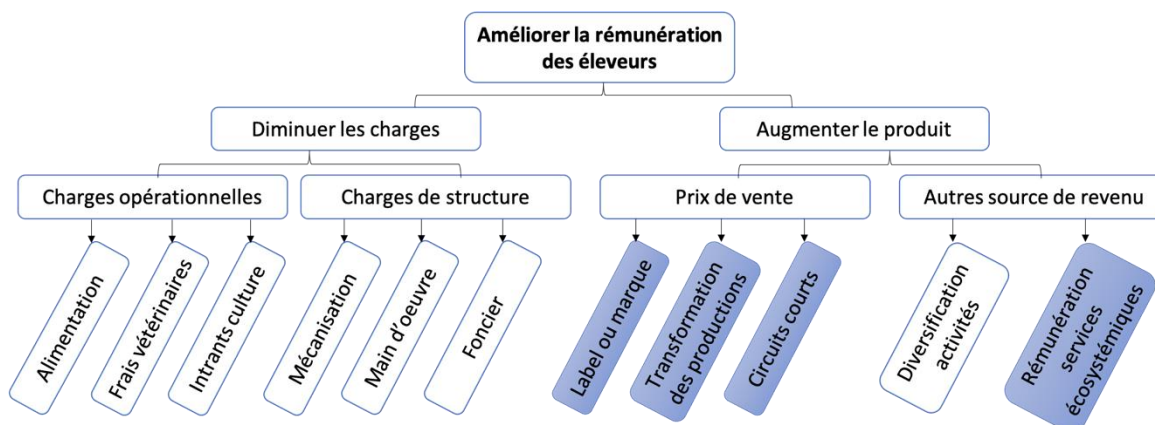 Améliorer la rémunération
des éleveurs
Diminuer les charges
Augmenter le produit
Charges opérationnelles
Charges de structure
Prix de vente
Autres source de revenu
Alimentation
Frais vétérinaires
Intrants culture
Mécanisation
Main d'oeuvre
Foncier
Label ou marque
Transformation
des productions
Circuits courts
Diversification
activités
Rémunération
services
écosystémiques